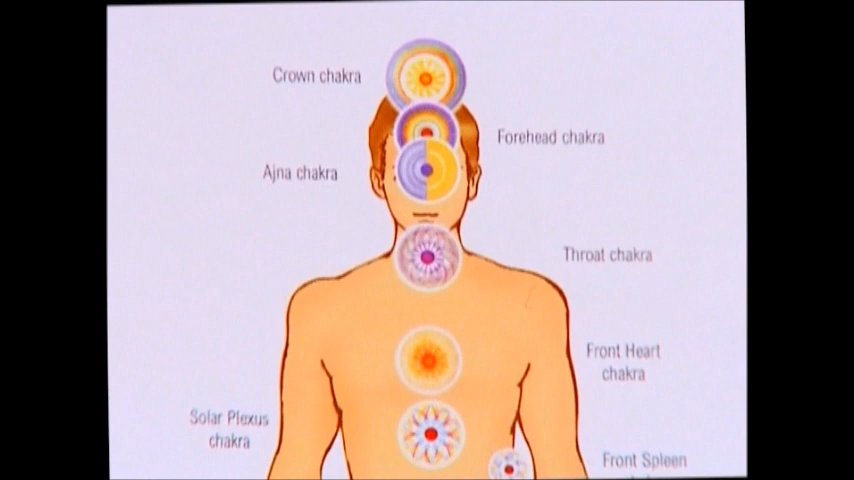 Crown chakra
Forehead chakra
Ajna chakra
Throat chakra
Front Heart
chakra
Solar Plexus
chakra
Front Spleen